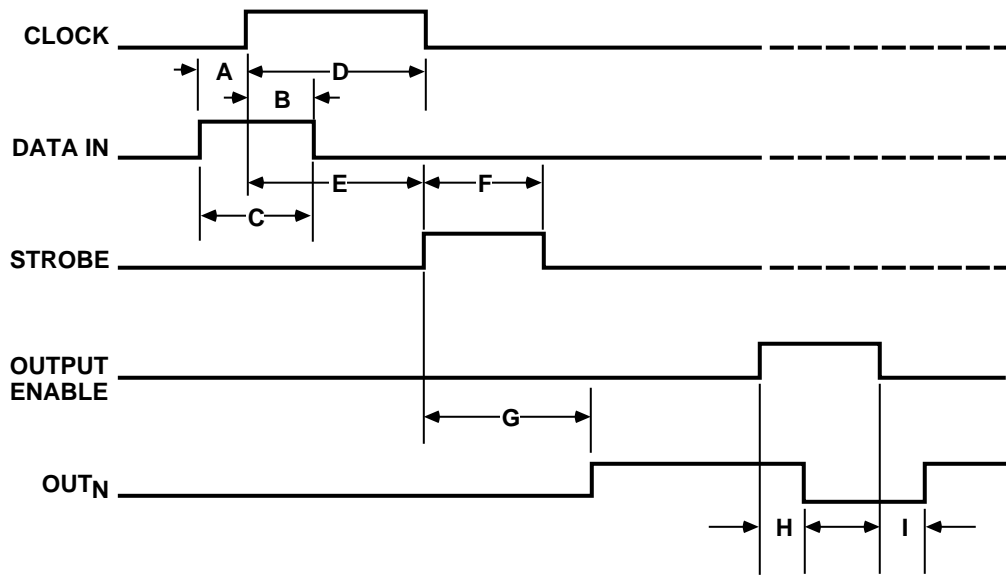 CLOCK
A
D
B
DATA IN
E
F
C
STROBE
OUTPUT
ENABLE
G
OUTN
H
I